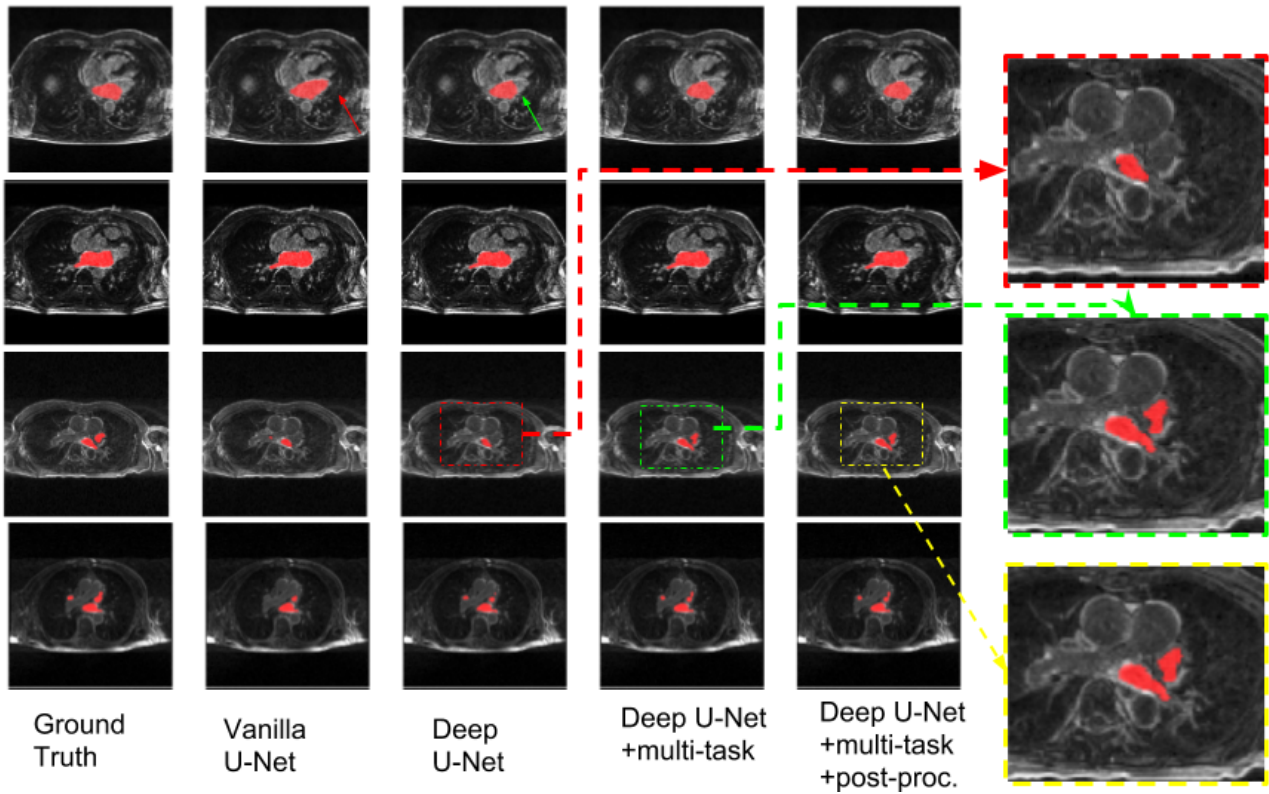 Ground
Truth
Vanilla
U-Net
Deep
U-Net
Deep U-Net
+multi-task
Deep U-Net
+multi-task
+post-proc.